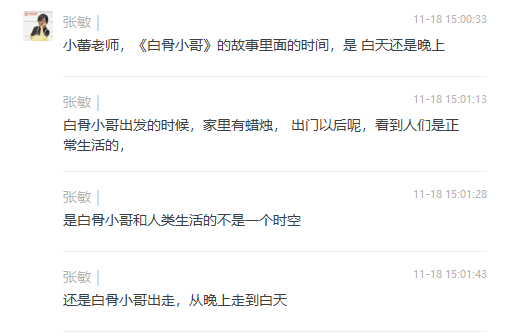 张敏
11-18 15:00:33
小蕾老师，《白骨小哥》的故事里面的时间，是 白天还是晚上
张敏
11-18 15:01:13
白骨小哥出发的时候，家里有蜡烛， 出门以后呢，看到人们是正
常生活的，
张敏
11-18 15:01:28
是白骨小哥和人类生活的不是一个时空
张敏
11-18 15:01:43
还是白骨小哥出走，从晚上走到白天